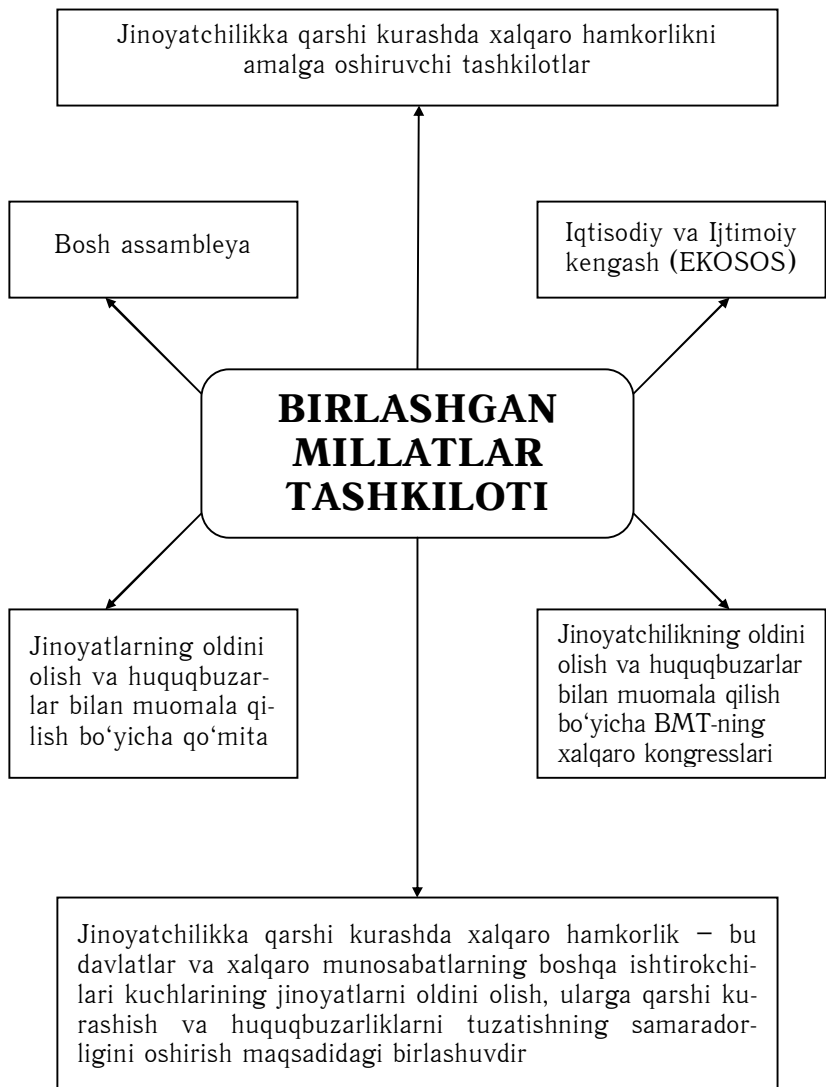 Jinoyatchilikka qarshi kurashda xalqaro hamkorlikni
amalga oshiruvchi tashkilotlar
Bosh assambleya
Iqtisodiy va Ijtimoiy
kengash (EKOSOS)
BIRLASHGAN
MILLATLAR
TASHKILOTI
Jinoyatlarning oldini
olish va huquqbuzar-
lar bilan muomala qi-
lish bo‘yicha qo‘mita
Jinoyatchilikning oldini
olish va huquqbuzarlar
bilan muomala qilish
bo‘yicha BMT-ning
xalqaro kongresslari
Jinoyatchilikka qarshi kurashda xalqaro hamkorlik – bu
davlatlar va xalqaro munosabatlarning boshqa ishtirokchi-
lari kuchlarining jinoyatlarni oldini olish, ularga qarshi ku-
rashish va huquqbuzarliklarni tuzatishning samarador-
ligini oshirish maqsadidagi birlashuvdir